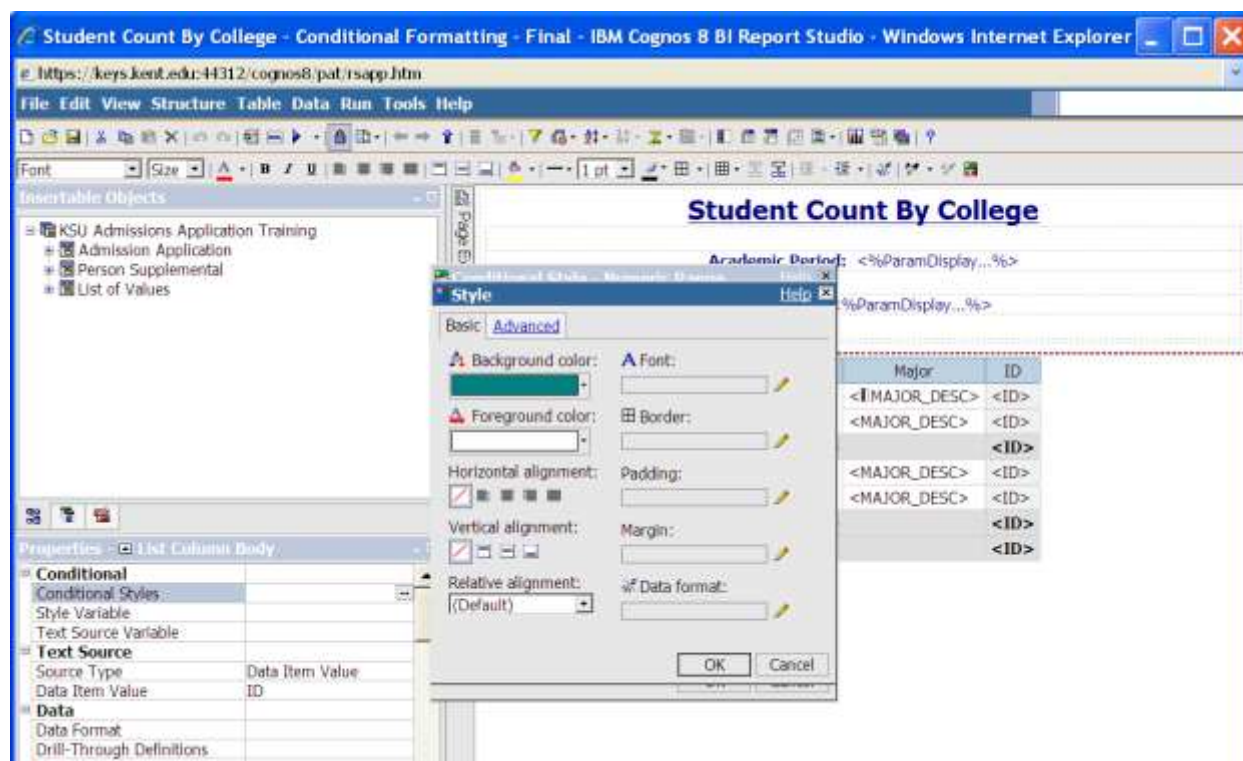 Student Count By College - Conditional Formatting - Final - IBM Cognos 8 BI Report Studio - Windows Internet Explorer
https://keys.kent.edu:44312/cognos8/pat/rsapp.htm
File Edit View Structure Table Data Run Tools Help
Font Size A B I U 1 pt
Insertable Objects
KSU Admissions Application Training
Admission Application
Person Supplemental
List of Values
Page
Student Count By College
Academic Period: <%ParamDisplay...%>
%ParamDisplay...%>
Major ID
<MAJOR_DESC> <ID>
<MAJOR_DESC> <ID>
<ID>
<MAJOR_DESC> <ID>
<MAJOR_DESC> <ID>
<ID>
<ID>
Conditional Style - Numeric Range Help
Style Help
Basic Advanced
Background color: Font:
Foreground color: Border:
Horizontal alignment: Padding:
Vertical alignment: Margin:
Relative alignment: Data format:
(Default)
OK Cancel
Properties - List Column Body
Conditional
Conditional Styles
Style Variable
Text Source Variable
Text Source
Source Type Data Item Value
Data Item Value ID
Data
Data Format
Drill-Through Definitions